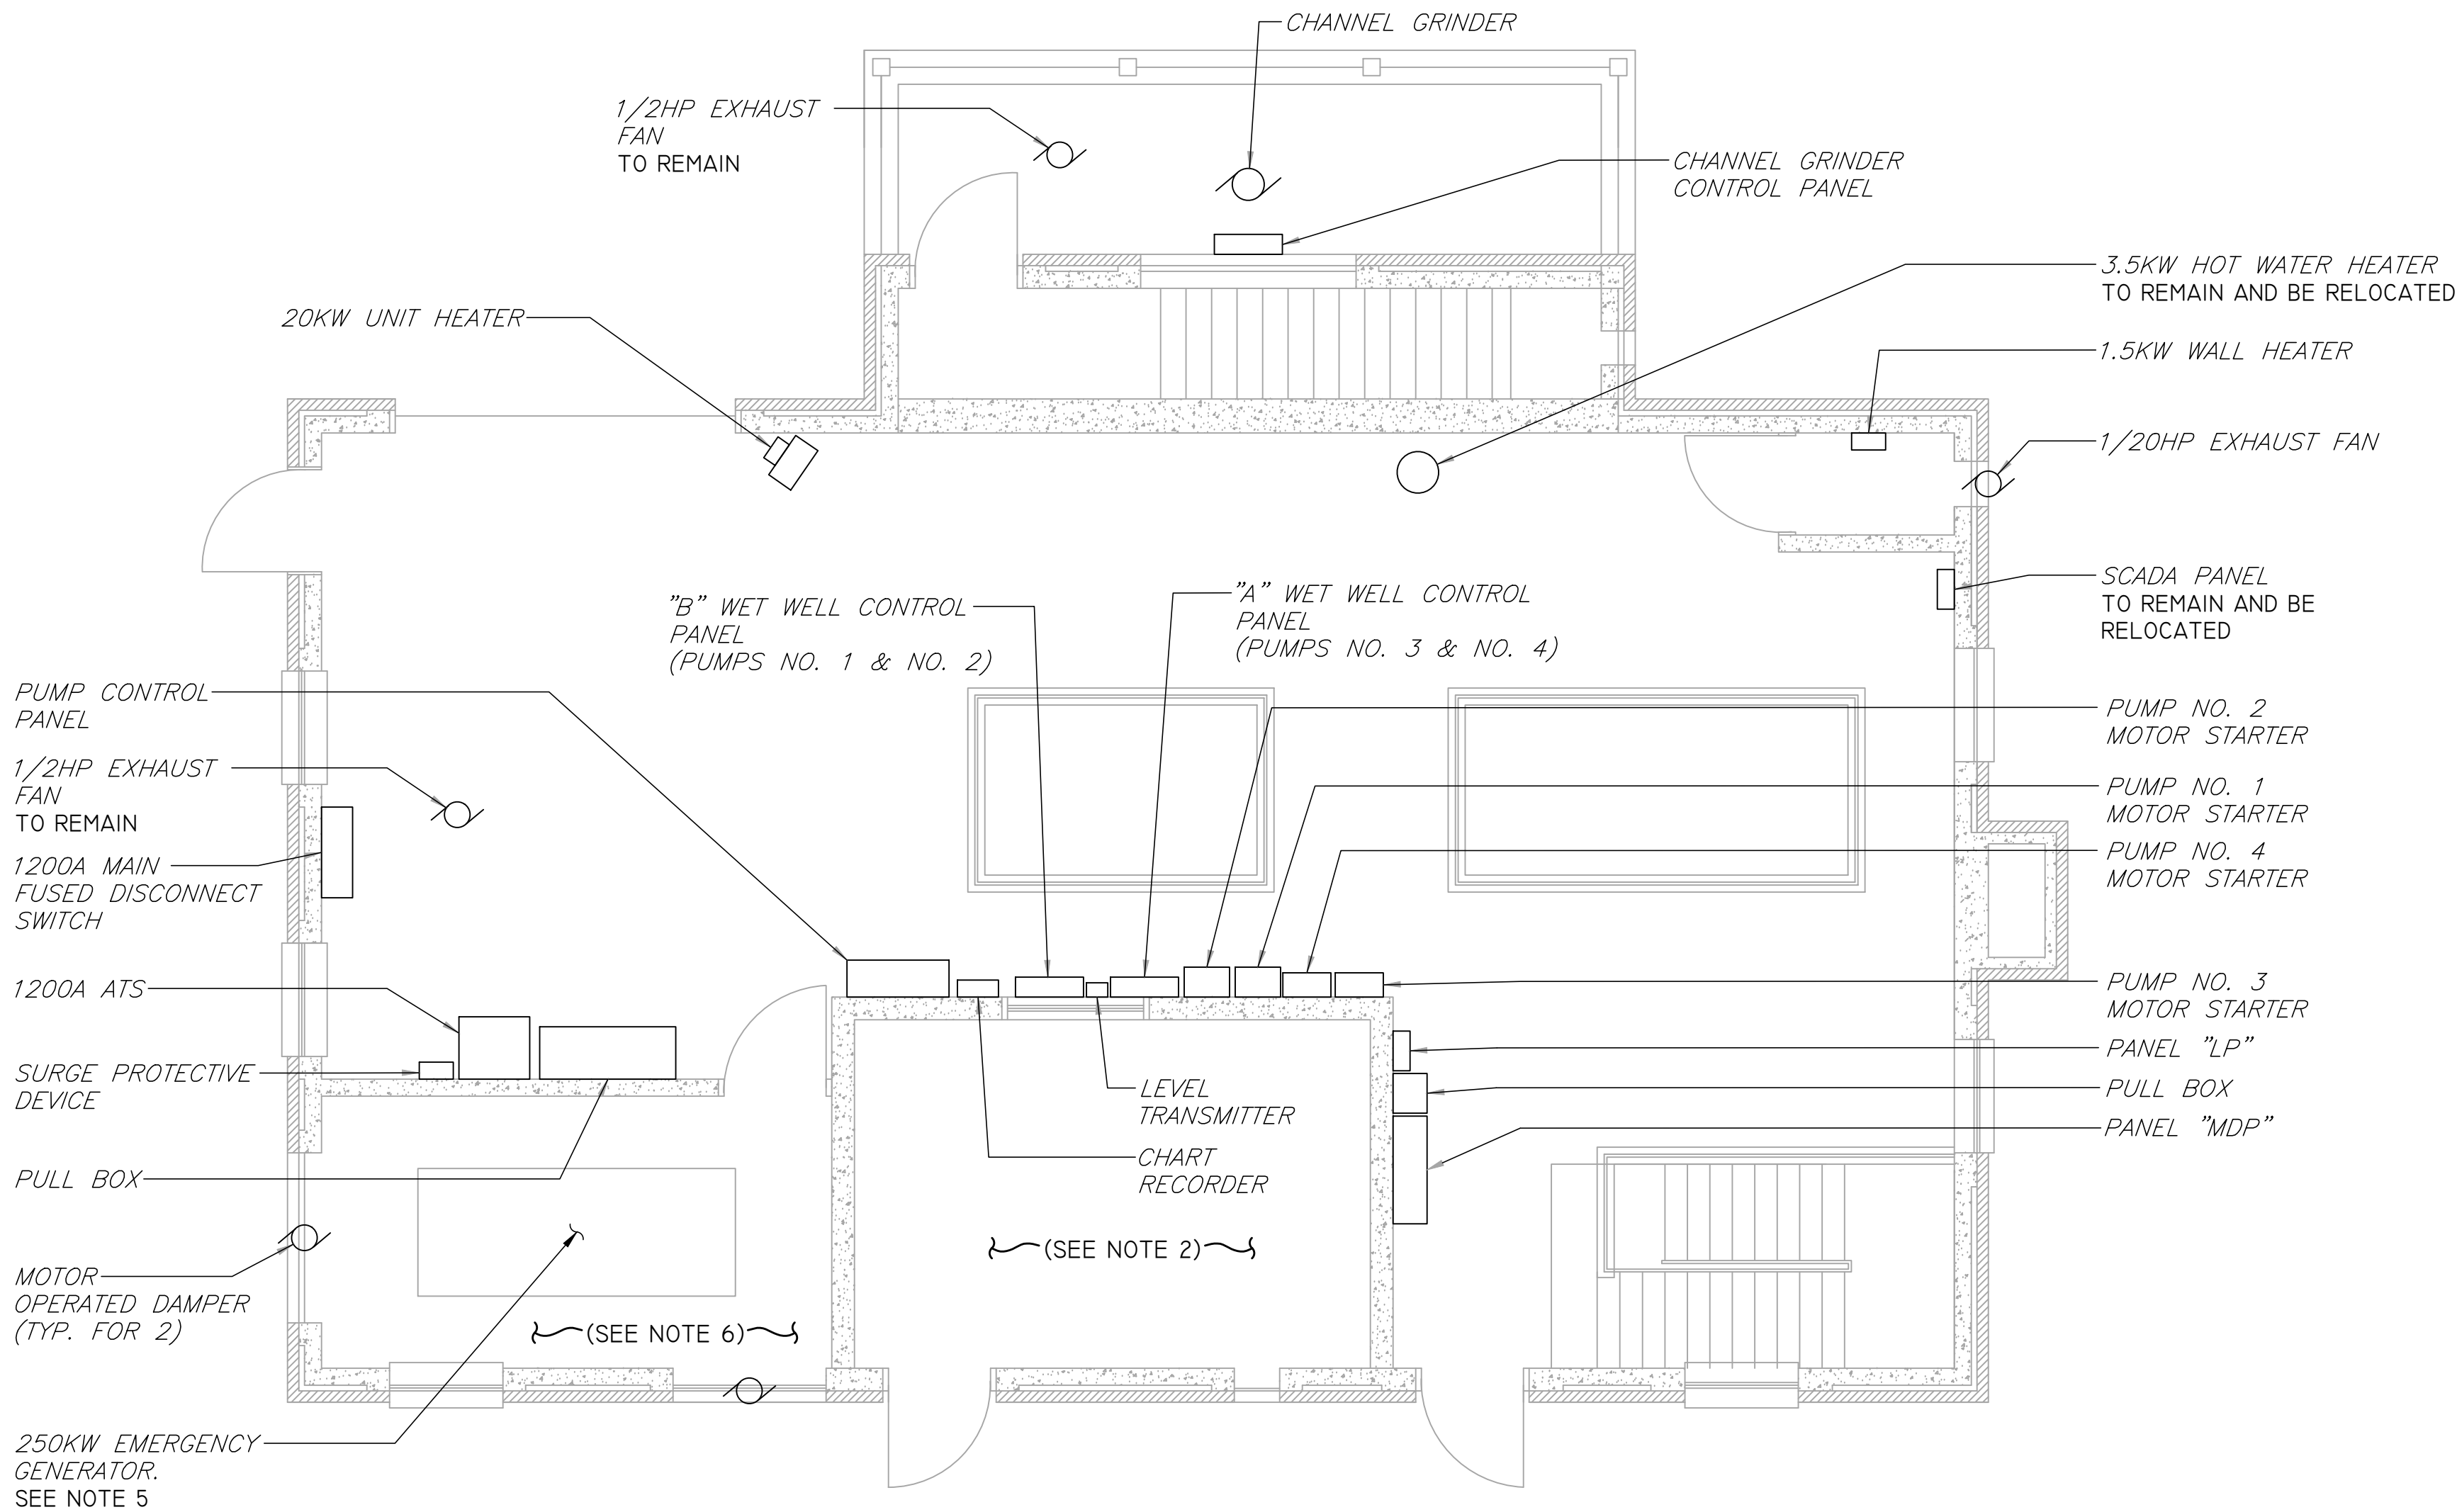 CHANNEL GRINDER
1/2HP EXHAUST
FAN
TO REMAIN
CHANNEL GRINDER
CONTROL PANEL
3.5KW HOT WATER HEATER
TO REMAIN AND BE RELOCATED
20KW UNIT HEATER
1.5KW WALL HEATER
1/20HP EXHAUST FAN
SCADA PANEL
TO REMAIN AND BE
RELOCATED
"B" WET WELL CONTROL
PANEL
(PUMPS NO. 1 & NO. 2)
"A" WET WELL CONTROL
PANEL
(PUMPS NO. 3 & NO. 4)
PUMP CONTROL
PANEL
PUMP NO. 2
MOTOR STARTER
1/2HP EXHAUST
FAN
TO REMAIN
PUMP NO. 1
MOTOR STARTER
1200A MAIN
FUSED DISCONNECT
SWITCH
PUMP NO. 4
MOTOR STARTER
1200A ATS
PUMP NO. 3
MOTOR STARTER
SURGE PROTECTIVE
DEVICE
LEVEL
TRANSMITTER
PANEL "LP"
PULL BOX
CHART
RECORDER
PANEL "MDP"
PULL BOX
(SEE NOTE 2)
MOTOR
OPERATED DAMPER
(TYP. FOR 2)
(SEE NOTE 6)
250KW EMERGENCY
GENERATOR.
SEE NOTE 5